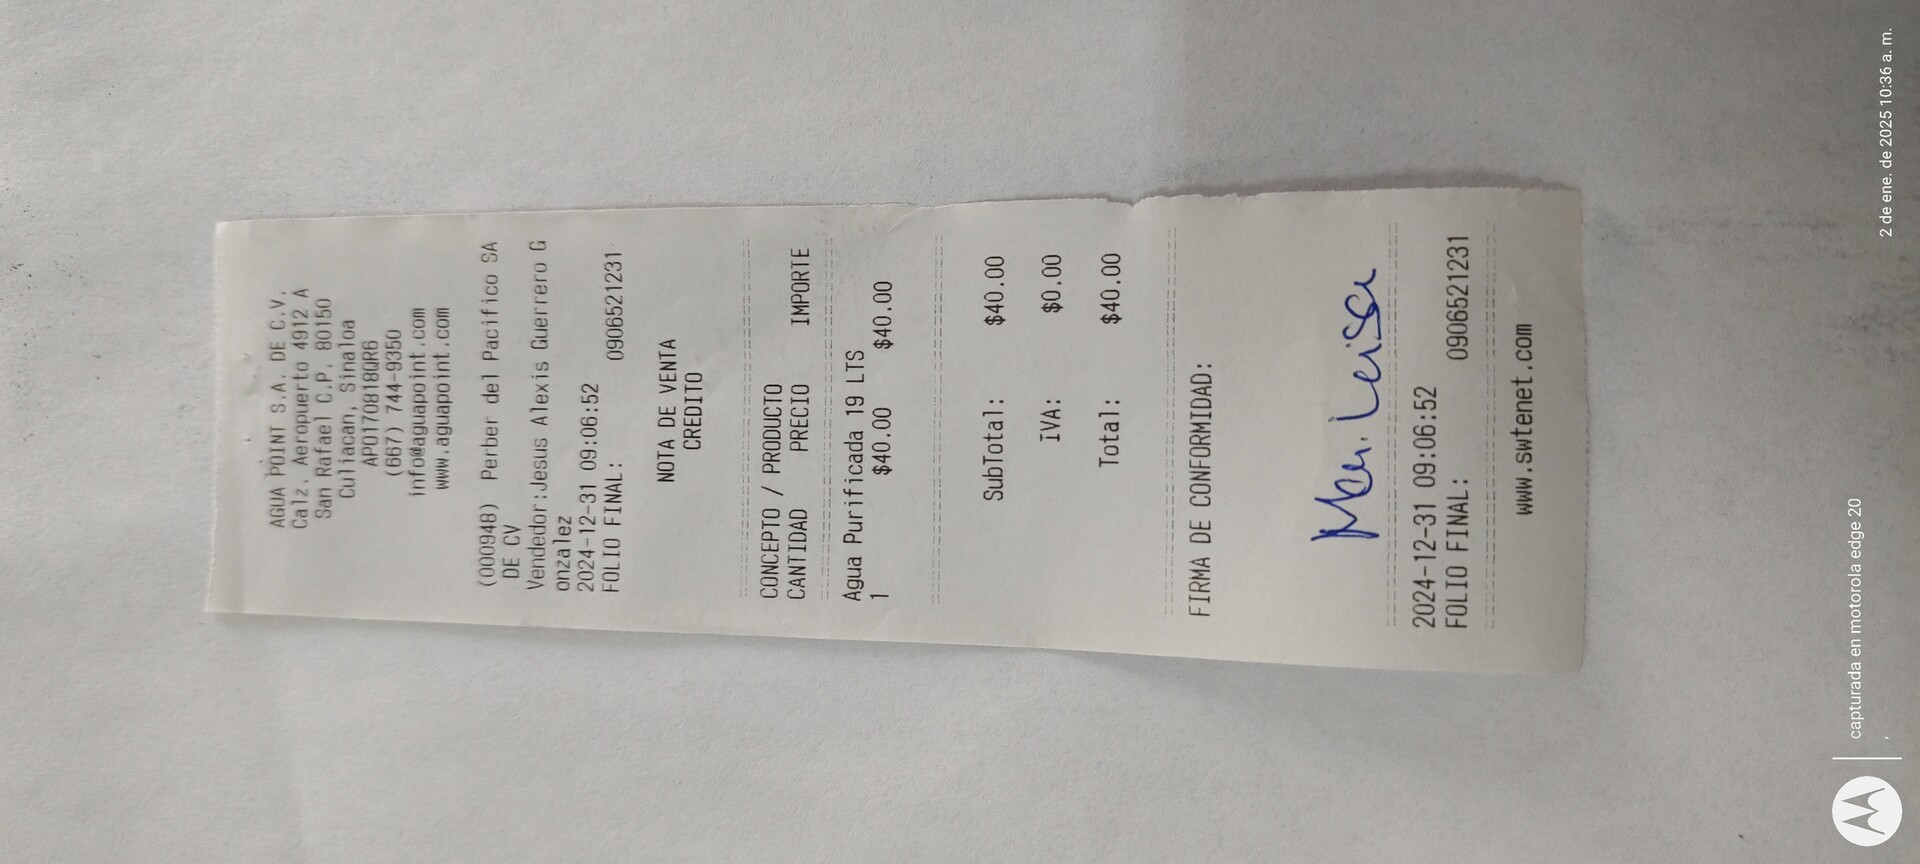 AGUA POINT S.A. DE C.V.
Calz. Aeropuerto 4912 A
San Rafael C.P. 80150
Culiacan, Sinaloa
APO170818QR6
(667) 744-9350
info@aguapoint.com
www.aguapoint.com
(000948) Perber del Pacifico SA
DE CV
Vendedor:Jesus Alexis Guerrero G
onzalez
2024-12-31 09:06:52
FOLIO FINAL: 0906521231
NOTA DE VENTA
CREDITO
CONCEPTO / PRODUCTO
CANTIDAD PRECIO IMPORTE
Agua Purificada 19 LTS
1 $40.00 $40.00
SubTotal: $40.00
IVA: $0.00
Total: $40.00
FIRMA DE CONFORMIDAD:
2024-12-31 09:06:52
FOLIO FINAL: 0906521231
www.swtenet.com
capturada en motorola edge 20
2 de ene. de 2025 10:36 a. m.